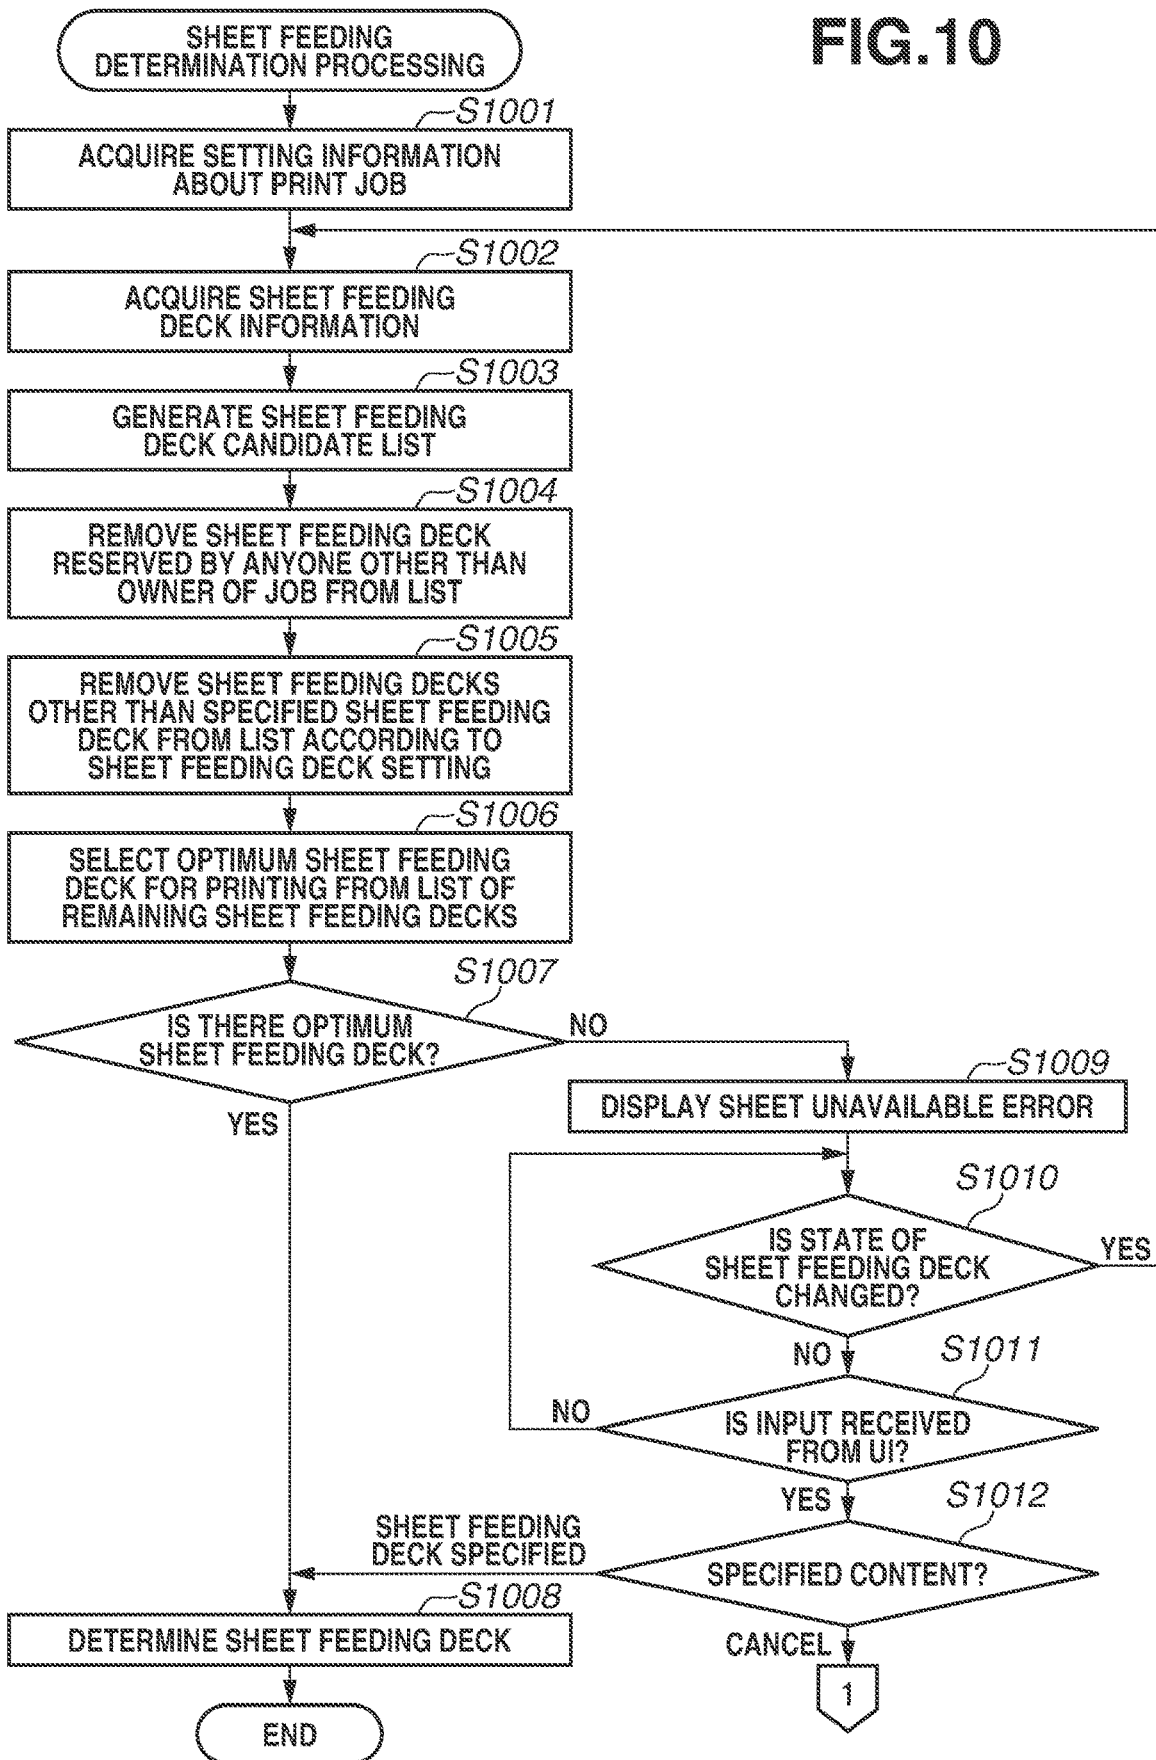 FIG.10
SHEET FEEDING
DETERMINATION PROCESSING
S1001
ACQUIRE SETTING INFORMATION
ABOUT PRINT JOB
S1002
ACQUIRE SHEET FEEDING
DECK INFORMATION
S1003
GENERATE SHEET FEEDING
DECK CANDIDATE LIST
S1004
REMOVE SHEET FEEDING DECK
RESERVED BY ANYONE OTHER THAN
OWNER OF JOB FROM LIST
S1005
REMOVE SHEET FEEDING DECKS
OTHER THAN SPECIFIED SHEET FEEDING
DECK FROM LIST ACCORDING TO
SHEET FEEDING DECK SETTING
S1006
SELECT OPTIMUM SHEET FEEDING
DECK FOR PRINTING FROM LIST OF
REMAINING SHEET FEEDING DECKS
S1007
IS THERE OPTIMUM
SHEET FEEDING DECK?
NO
YES
S1009
DISPLAY SHEET UNAVAILABLE ERROR
S1010
IS STATE OF
SHEET FEEDING DECK
CHANGED?
YES
NO
S1011
IS INPUT RECEIVED
FROM UI?
NO
YES
S1012
SPECIFIED CONTENT?
SHEET FEEDING
DECK SPECIFIED
CANCEL
1
S1008
DETERMINE SHEET FEEDING DECK
END